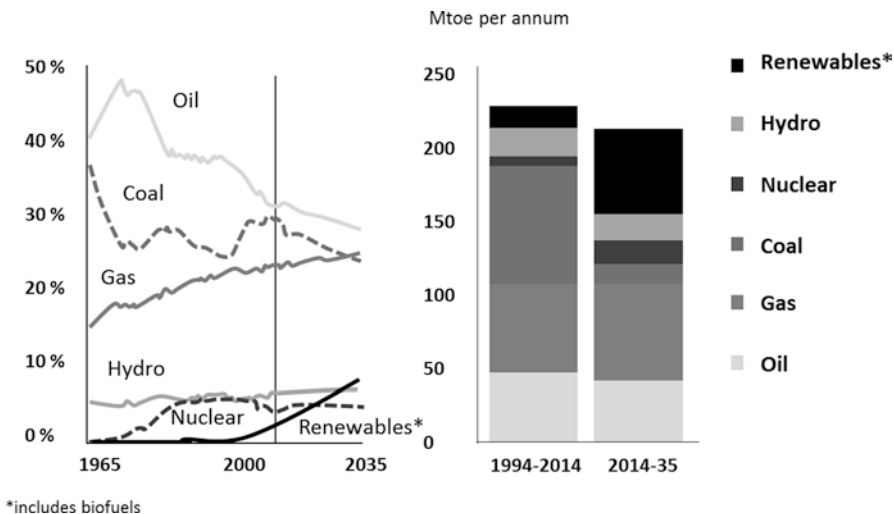 Mtoe per annum
50 %
40 %
30 %
20 %
10 %
0 %
Oil
Coal
Gas
Hydro
Nuclear
Renewables*
1965
2000
2035
250
200
150
100
50
0
1994-2014
2014-35
Renewables*
Hydro
Nuclear
Coal
Gas
Oil
*includes biofuels